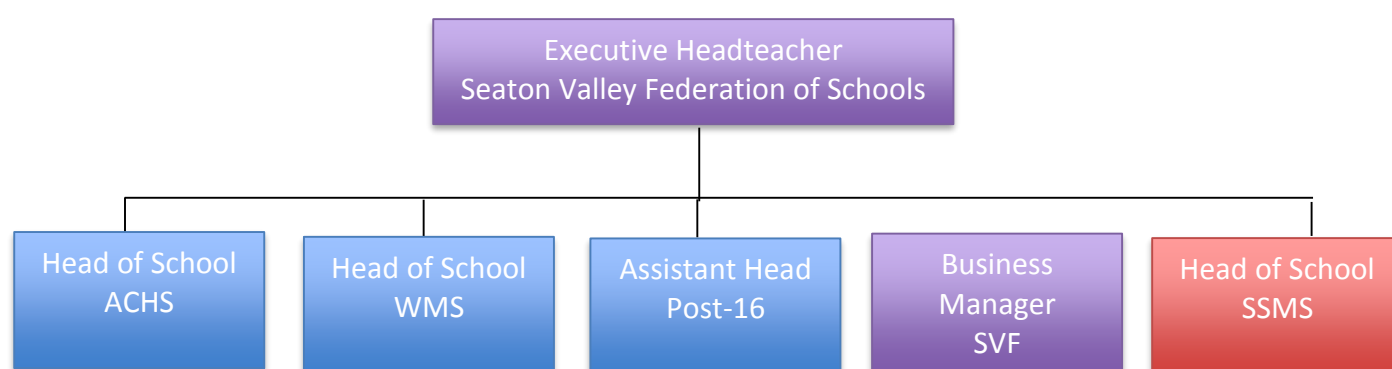 Executive Headteacher
Seaton Valley Federation of Schools
Head of School
ACHS
Head of School
WMS
Assistant Head
Post-16
Business
Manager
SVF
Head of School
SSMS